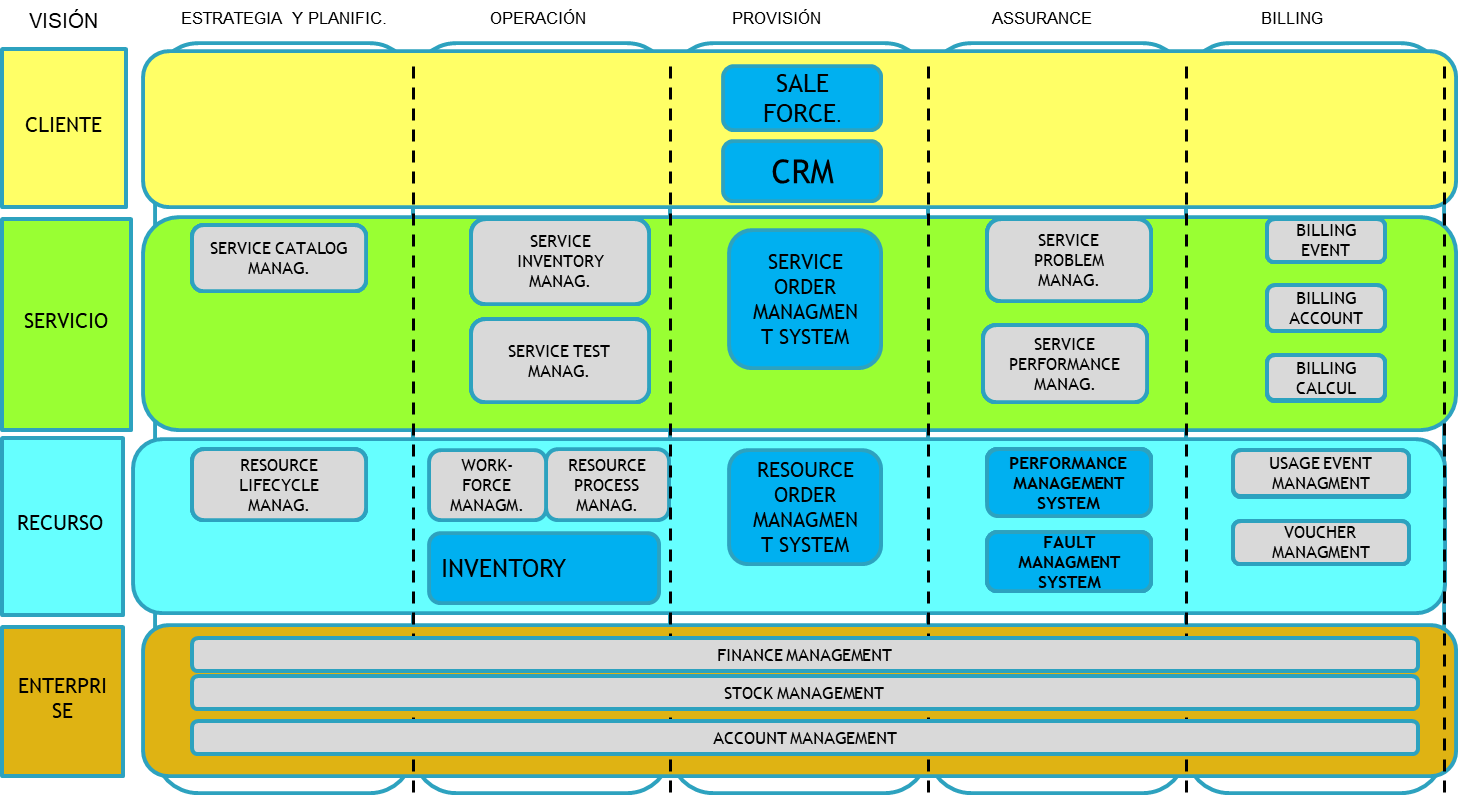 VISIÓN
ESTRATEGIA Y PLANIFIC.
OPERACIÓN
PROVISIÓN
ASSURANCE
BILLING
CLIENTE
SALE
FORCE.
CRM
SERVICIO
SERVICE CATALOG
MANAG.
SERVICE
INVENTORY
MANAG.
SERVICE TEST
MANAG.
SERVICE
ORDER
MANAGMEN
T SYSTEM
SERVICE
PROBLEM
MANAG.
SERVICE
PERFORMANCE
MANAG.
BILLING
EVENT
BILLING
ACCOUNT
BILLING
CALCUL
RECURSO
RESOURCE
LIFECYCLE
MANAG.
WORK-
FORCE
MANAGM.
RESOURCE
PROCESS
MANAG.
INVENTORY
RESOURCE
ORDER
MANAGMEN
T SYSTEM
PERFORMANCE
MANAGEMENT
SYSTEM
FAULT
MANAGMENT
SYSTEM
USAGE EVENT
MANAGMENT
VOUCHER
MANAGMENT
ENTERPRI
SE
FINANCE MANAGEMENT
STOCK MANAGEMENT
ACCOUNT MANAGEMENT